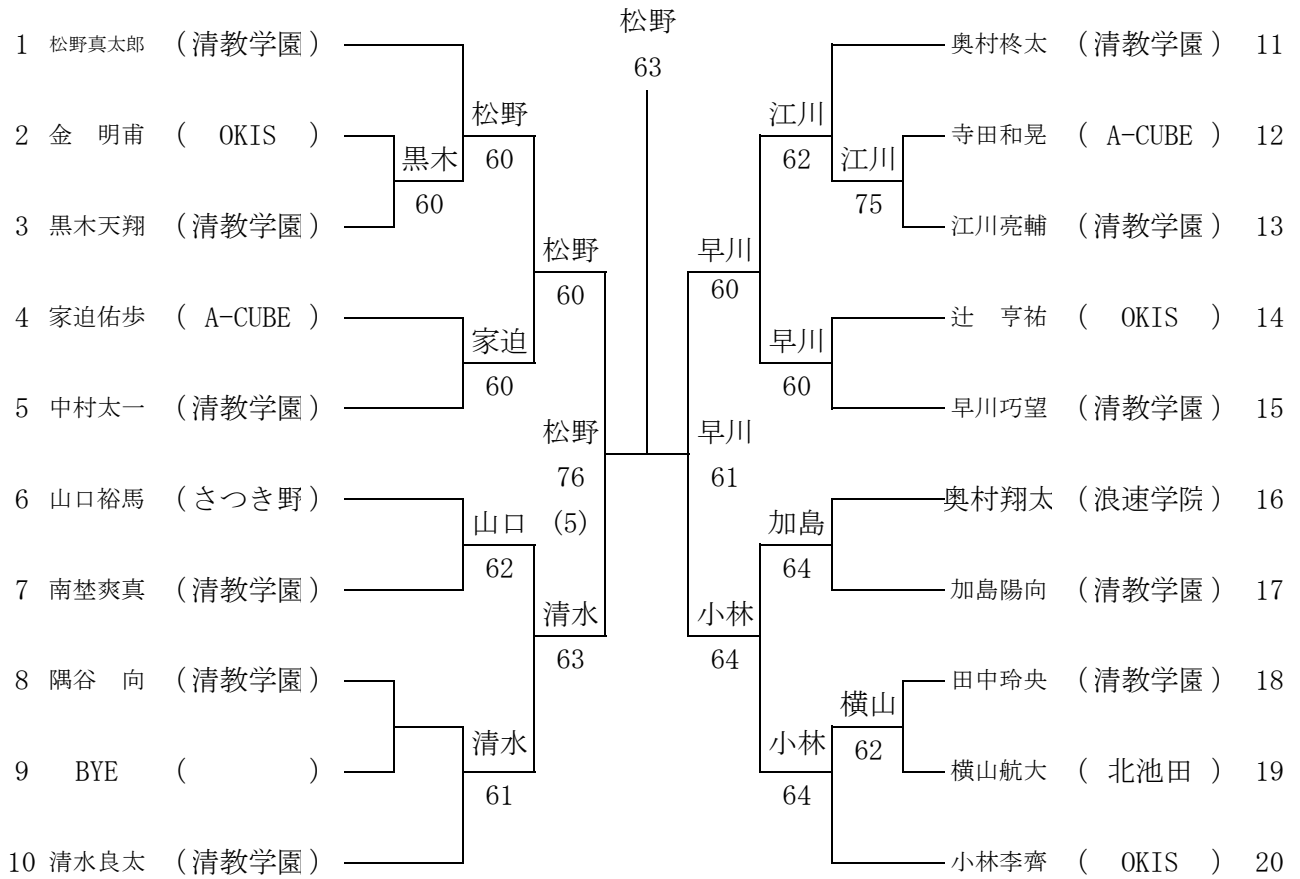 松野
1 松野真太郎 (清教学園) 奥村柊太 (清教学園) 11
63
松野 江川
2 金 明甫 ( OKIS ) 寺田和晃 ( A-CUBE ) 12
黒木 60 62 江川
60 75
3 黒木天翔 (清教学園) 江川亮輔 (清教学園) 13
松野 早川
60 60
4 家迫佑歩 ( A-CUBE ) 辻 亨祐 ( OKIS ) 14
家迫 早川
60 60
5 中村太一 (清教学園) 早川巧望 (清教学園) 15
松野 早川
76 61
6 山口裕馬 (さつき野) 奥村翔太 (浪速学院) 16
山口 (5) 加島
62 64
7 南埜爽真 (清教学園) 加島陽向 (清教学園) 17
清水 小林
63 64
8 隅谷 向 (清教学園) 田中玲央 (清教学園) 18
横山
清水 小林 62
9 BYE ( ) 横山航大 ( 北池田 ) 19
61 64
10 清水良太 (清教学園) 小林李齊 ( OKIS ) 20